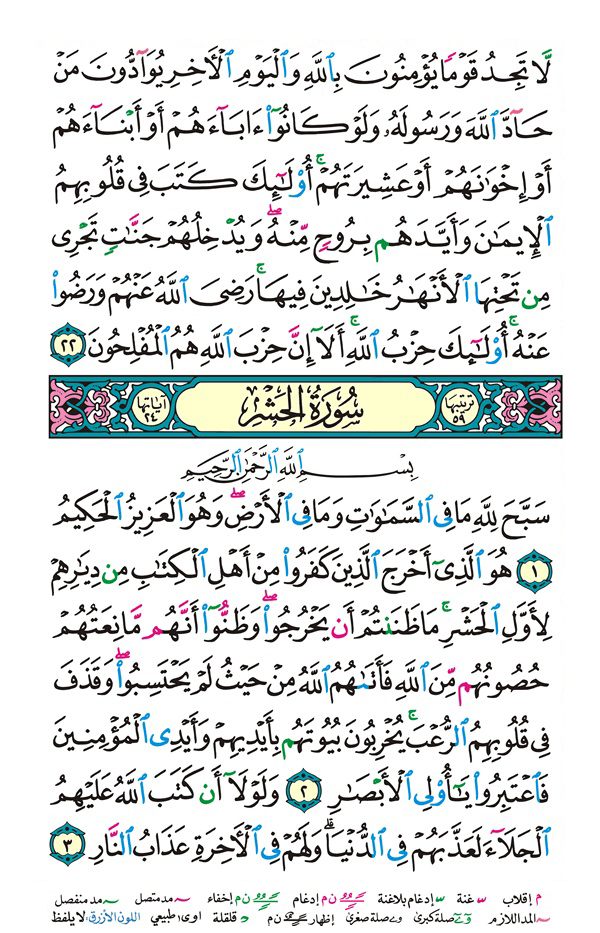 لَّا تَجِدُ قَوْمًا يُؤْمِنُونَ بِٱللَّهِ وَٱلْيَوْمِ ٱلْأَخِرِ يُوَآدُّونَ مَنْ
حَآدَّ ٱللَّهَ وَرَسُولَهُۥ وَلَوْ كَانُوٓا۟ ءَابَآءَهُمْ أَوْ أَبْنَآءَهُمْ
أَوْ إِخْوَٰنَهُمْ أَوْ عَشِيرَتَهُمْ ۚ أُو۟لَٰٓئِكَ كَتَبَ فِى قُلُوبِهِمُ
ٱلْإِيمَٰنَ وَأَيَّدَهُم بِرُوحٍ مِّنْهُ ۖ وَيُدْخِلُهُمْ جَنَّٰتٍ تَجْرِى
مِن تَحْتِهَا ٱلْأَنْهَٰرُ خَٰلِدِينَ فِيهَا ۚ رَضِىَ ٱللَّهُ عَنْهُمْ وَرَضُوا۟
عَنْهُ ۚ أُو۟لَٰٓئِكَ حِزْبُ ٱللَّهِ ۚ أَلَآ إِنَّ حِزْبَ ٱللَّهِ هُمُ ٱلْمُفْلِحُونَ ٢٢
ترتيبها ٥٩ سُورَةُ الحَشْرِ آياتها ٢٤
بِسْمِ ٱللَّهِ ٱلرَّحْمَٰنِ ٱلرَّحِيمِ
سَبَّحَ لِلَّهِ مَا فِى ٱلسَّمَٰوَٰتِ وَمَا فِى ٱلْأَرْضِ ۖ وَهُوَ ٱلْعَزِيزُ ٱلْحَكِيمُ
١ هُوَ ٱلَّذِىٓ أَخْرَجَ ٱلَّذِينَ كَفَرُوا۟ مِنْ أَهْلِ ٱلْكِتَٰبِ مِن دِيَٰرِهِمْ
لِأَوَّلِ ٱلْحَشْرِ ۚ مَا ظَنَنتُمْ أَن يَخْرُجُوا۟ ۖ وَظَنُّوٓا۟ أَنَّهُم مَّانِعَتُهُمْ
حُصُونُهُم مِّنَ ٱللَّهِ فَأَتَىٰهُمُ ٱللَّهُ مِنْ حَيْثُ لَمْ يَحْتَسِبُوا۟ ۖ وَقَذَفَ
فِى قُلُوبِهِمُ ٱلرُّعْبَ ۚ يُخْرِبُونَ بُيُوتَهُم بِأَيْدِيهِمْ وَأَيْدِى ٱلْمُؤْمِنِينَ
فَٱعْتَبِرُوا۟ يَٰٓأُو۟لِى ٱلْأَبْصَٰرِ ٢ وَلَوْلَآ أَن كَتَبَ ٱللَّهُ عَلَيْهِمُ
ٱلْجَلَآءَ لَعَذَّبَهُمْ فِى ٱلدُّنْيَا ۖ وَلَهُمْ فِى ٱلْأَخِرَةِ عَذَابُ ٱلنَّارِ ٣
م إقلاب غنة إدغام بلاغنة ن م إدغام ن م إخفاء مد متصل مد منفصل
المد اللازم صلة كبرى صلة صغرى إظهار ن م قلقلة اوى طبيعي اللون الأزرق: لا يلفظ